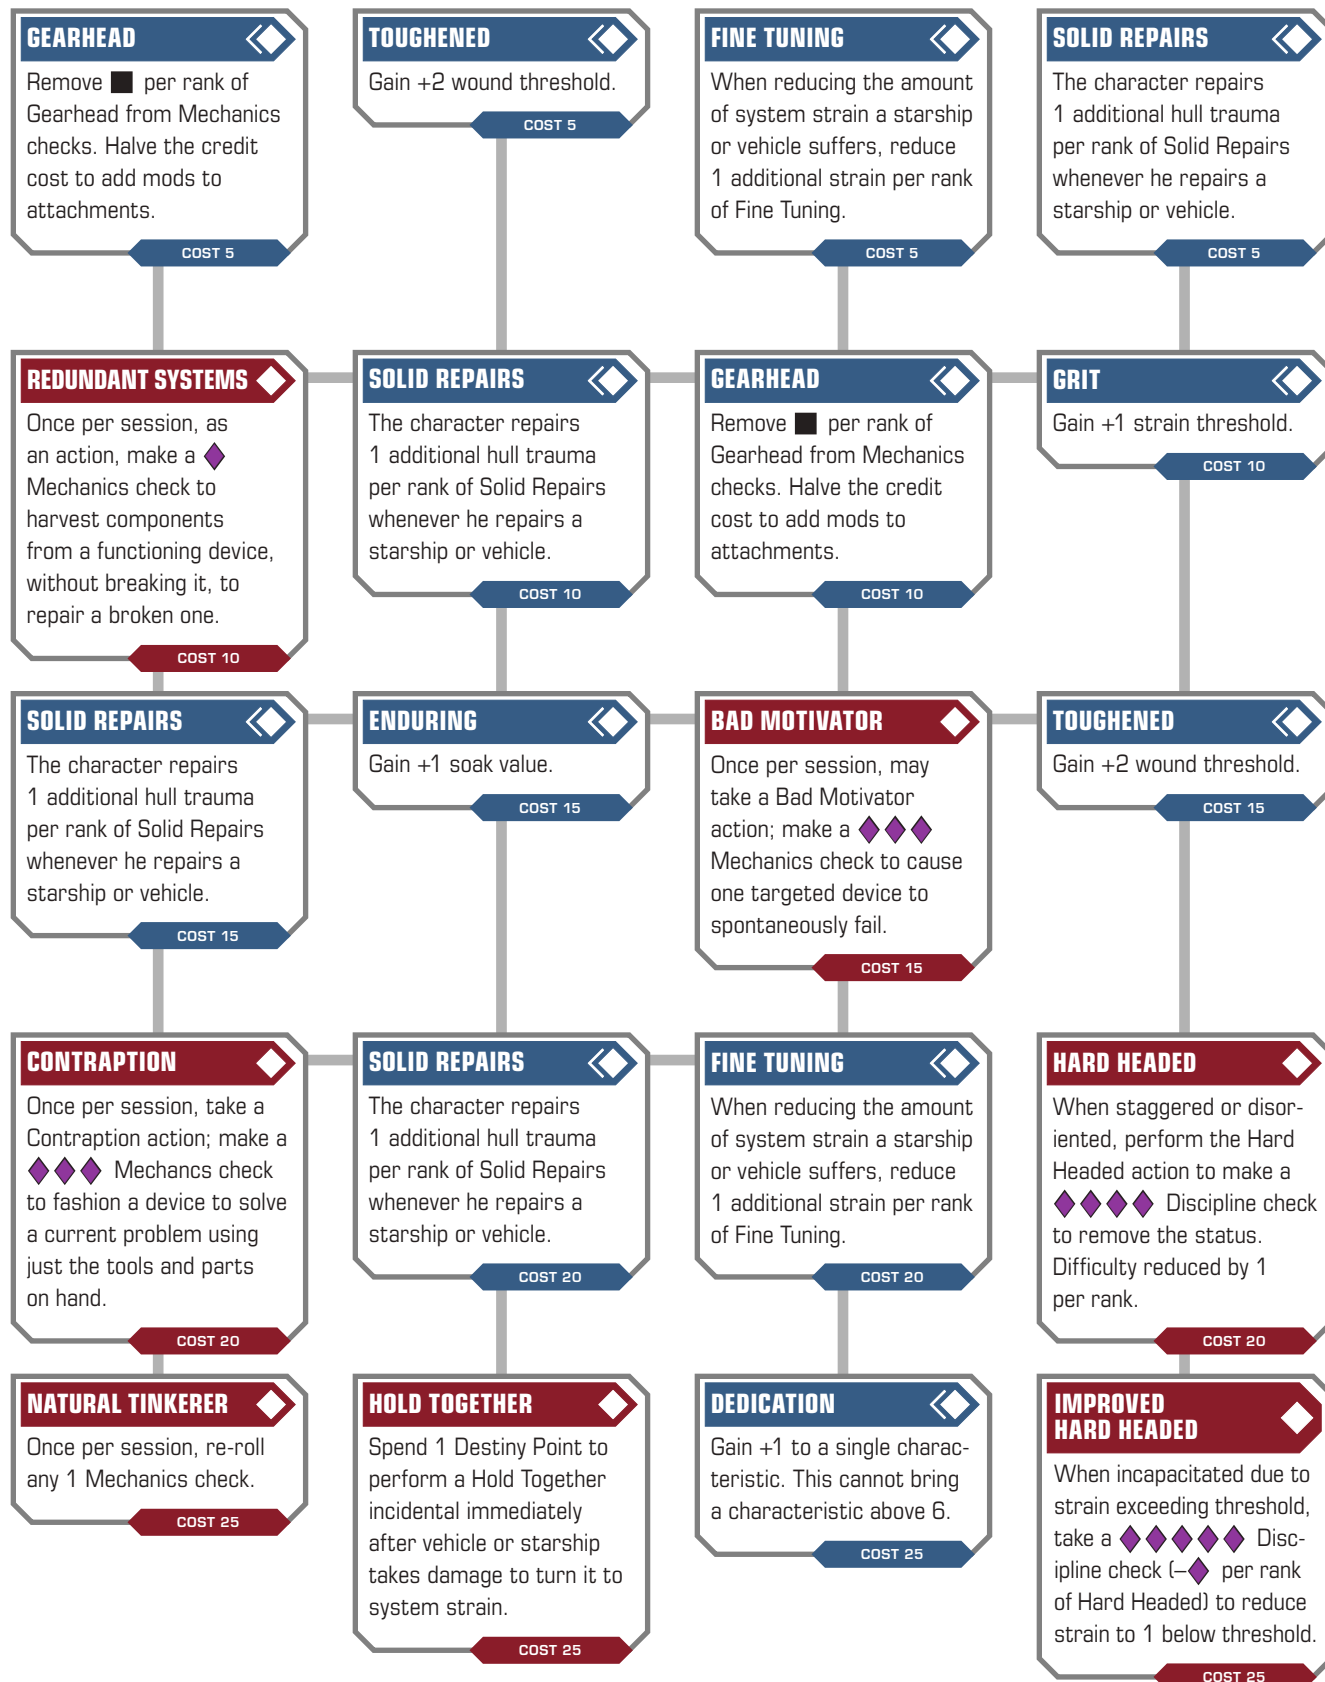 GEARHEAD
Remove per rank of
Gearhead from Mechanics
checks. Halve the credit
cost to add mods to
attachments.
COST 5
TOUGHENED
Gain +2 wound threshold.
COST 5
FINE TUNING
When reducing the amount
of system strain a starship
or vehicle suffers, reduce
1 additional strain per rank
of Fine Tuning.
COST 5
SOLID REPAIRS
The character repairs
1 additional hull trauma
per rank of Solid Repairs
whenever he repairs a
starship or vehicle.
COST 5
REDUNDANT SYSTEMS
Once per session, as
an action, make a
Mechanics check to
harvest components
from a functioning device,
without breaking it, to
repair a broken one.
COST 10
SOLID REPAIRS
The character repairs
1 additional hull trauma
per rank of Solid Repairs
whenever he repairs a
starship or vehicle.
COST 10
GEARHEAD
Remove per rank of
Gearhead from Mechanics
checks. Halve the credit
cost to add mods to
attachments.
COST 10
GRIT
Gain +1 strain threshold.
COST 10
SOLID REPAIRS
The character repairs
1 additional hull trauma
per rank of Solid Repairs
whenever he repairs a
starship or vehicle.
COST 15
ENDURING
Gain +1 soak value.
COST 15
BAD MOTIVATOR
Once per session, may
take a Bad Motivator
action; make a
Mechanics check to cause
one targeted device to
spontaneously fail.
COST 15
TOUGHENED
Gain +2 wound threshold.
COST 15
CONTRAPTION
Once per session, take a
Contraption action; make a
Mechancs check
to fashion a device to solve
a current problem using
just the tools and parts
on hand.
COST 20
SOLID REPAIRS
The character repairs
1 additional hull trauma
per rank of Solid Repairs
whenever he repairs a
starship or vehicle.
COST 20
FINE TUNING
When reducing the amount
of system strain a starship
or vehicle suffers, reduce
1 additional strain per rank
of Fine Tuning.
COST 20
HARD HEADED
When staggered or disor-
iented, perform the Hard
Headed action to make a
Discipline check
to remove the status.
Difficulty reduced by 1
per rank.
COST 20
NATURAL TINKERER
Once per session, re-roll
any 1 Mechanics check.
COST 25
HOLD TOGETHER
Spend 1 Destiny Point to
perform a Hold Together
incidental immediately
after vehicle or starship
takes damage to turn it to
system strain.
COST 25
DEDICATION
Gain +1 to a single charac-
teristic. This cannot bring
a characteristic above 6.
COST 25
IMPROVED
HARD HEADED
When incapacitated due to
strain exceeding threshold,
take a Disc-
ipline check (– per rank
of Hard Headed) to reduce
strain to 1 below threshold.
COST 25